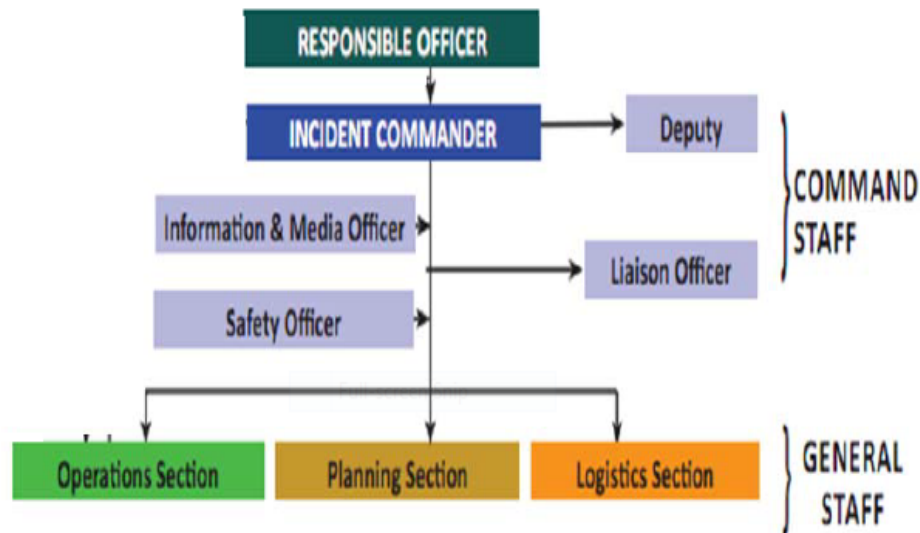 RESPONSIBLE OFFICER
INCIDENT COMMANDER
Deputy
COMMAND
STAFF
Information & Media Officer
Liaison Officer
Safety Officer
Operations Section
Planning Section
Logistics Section
GENERAL
STAFF